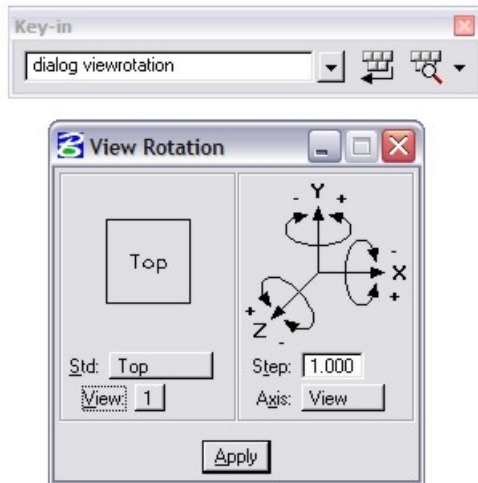 Key-in
dialog viewrotation
View Rotation
Top
Std: Top
View: 1
- Y +
- X +
+ Z -
Step: 1.000
Axis: View
Apply